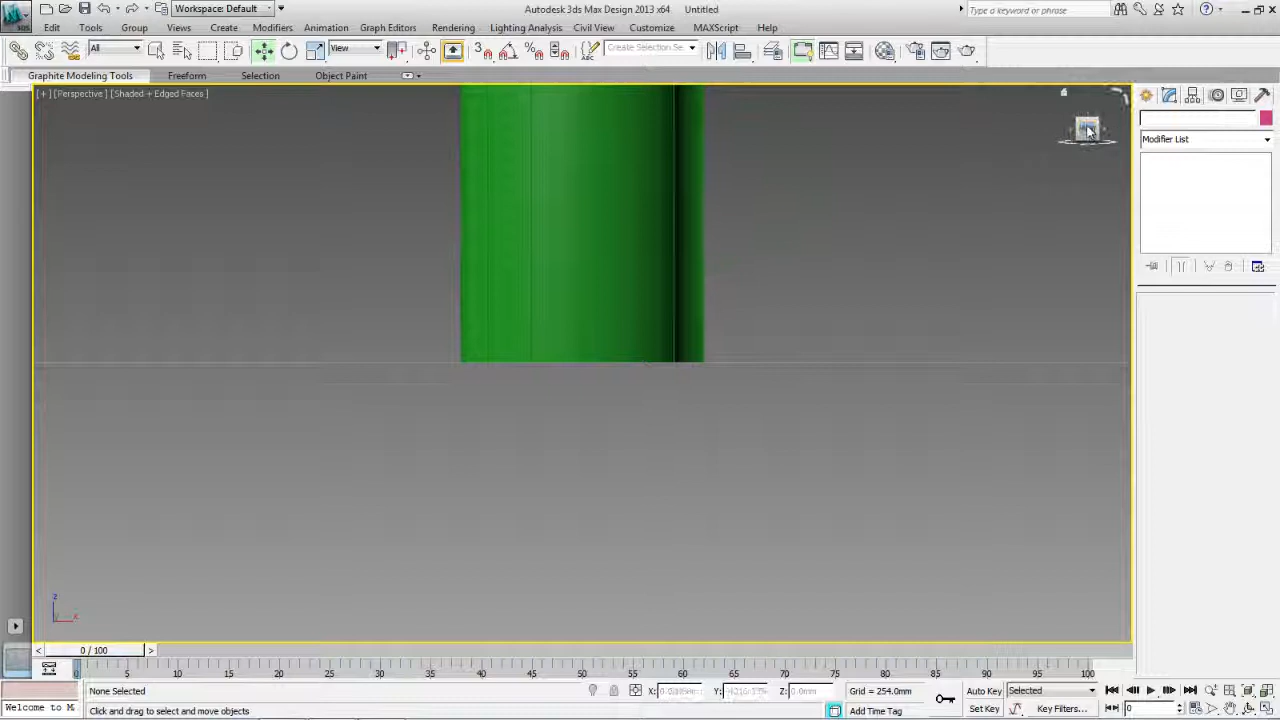 Workspace: Default
Autodesk 3ds Max Design 2013 x64
Untitled
Type a keyword or phrase
Edit Tools Group Views Create Modifiers Animation Graph Editors Rendering Lighting Analysis Civil View Customize MAXScript Help
All
View
3
Create Selection Se
Graphite Modeling Tools Freeform Selection Object Paint
[ + ] [Perspective ] [Shaded + Edged Faces ]
Modifier List
z
x
0 / 100
0 5 10 15 20 25 30 35 40 45 50 55 60 65 70 75 80 85 90 95 100
None Selected
X:
Y:
Z: 0.0mm
Grid = 254.0mm
Auto Key
Selected
Welcome to M
Click and drag to select and move objects
Add Time Tag
Set Key
Key Filters...
0